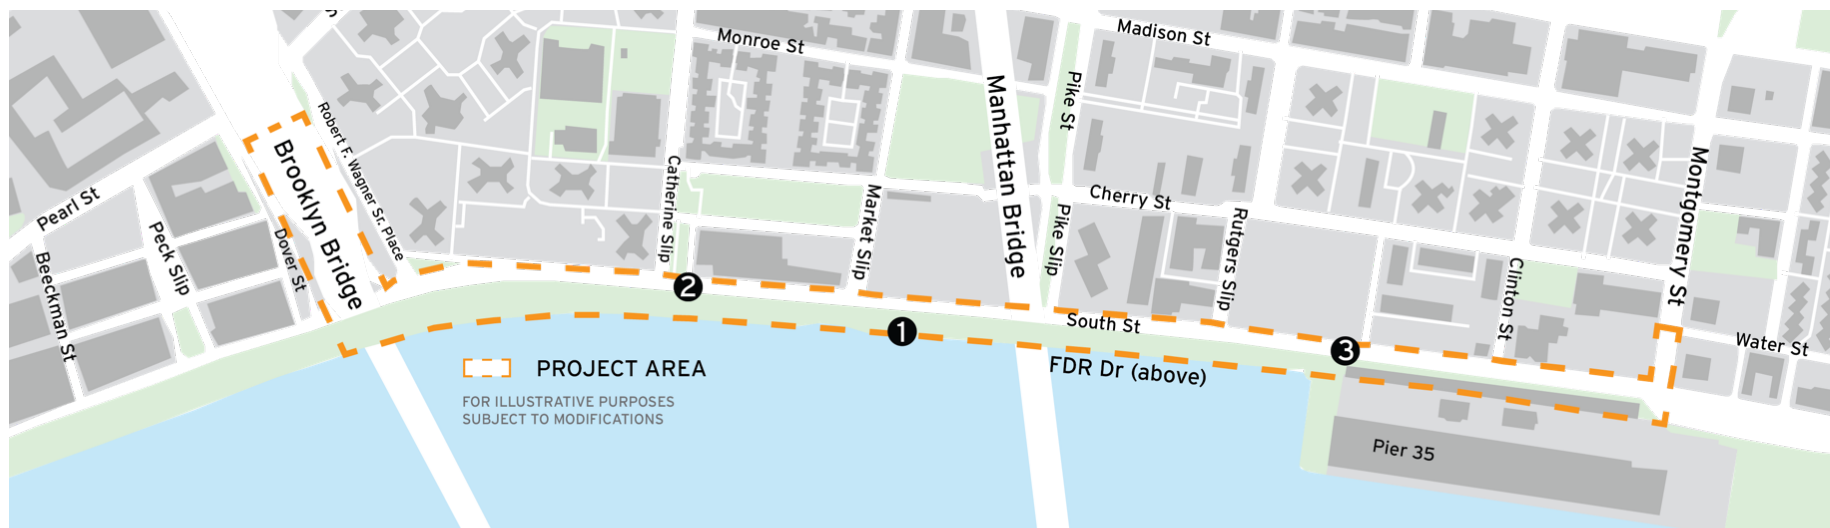 Madison St
Monroe St
Pike St
Manhattan Bridge
Robert F. Wagner Sr. Place
Brooklyn Bridge
Catherine Slip
Market Slip
Cherry St
Montgomery St
Pearl St
Peck Slip
Dover St
Beeckman St
Pike Slip
Rutgers Slip
Clinton St
2
1
South St
3
Water St
PROJECT AREA
FDR Dr (above)
FOR ILLUSTRATIVE PURPOSES
SUBJECT TO MODIFICATIONS
Pier 35